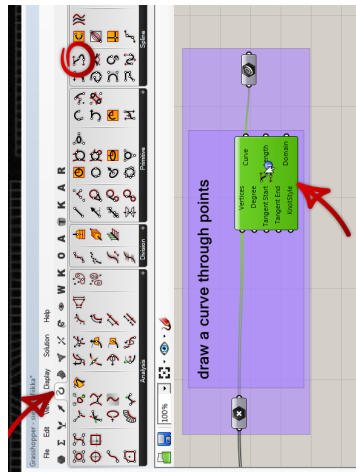 Grasshopper - s
kka*
File Edit View Display Solution Help
W K O A K A R
Analysis
Division
Primitive
Spline
100%
draw a curve through points
Vertices
Degree
Tangent Start
Tangent End
KnotStyle
Curve
Length
Domain